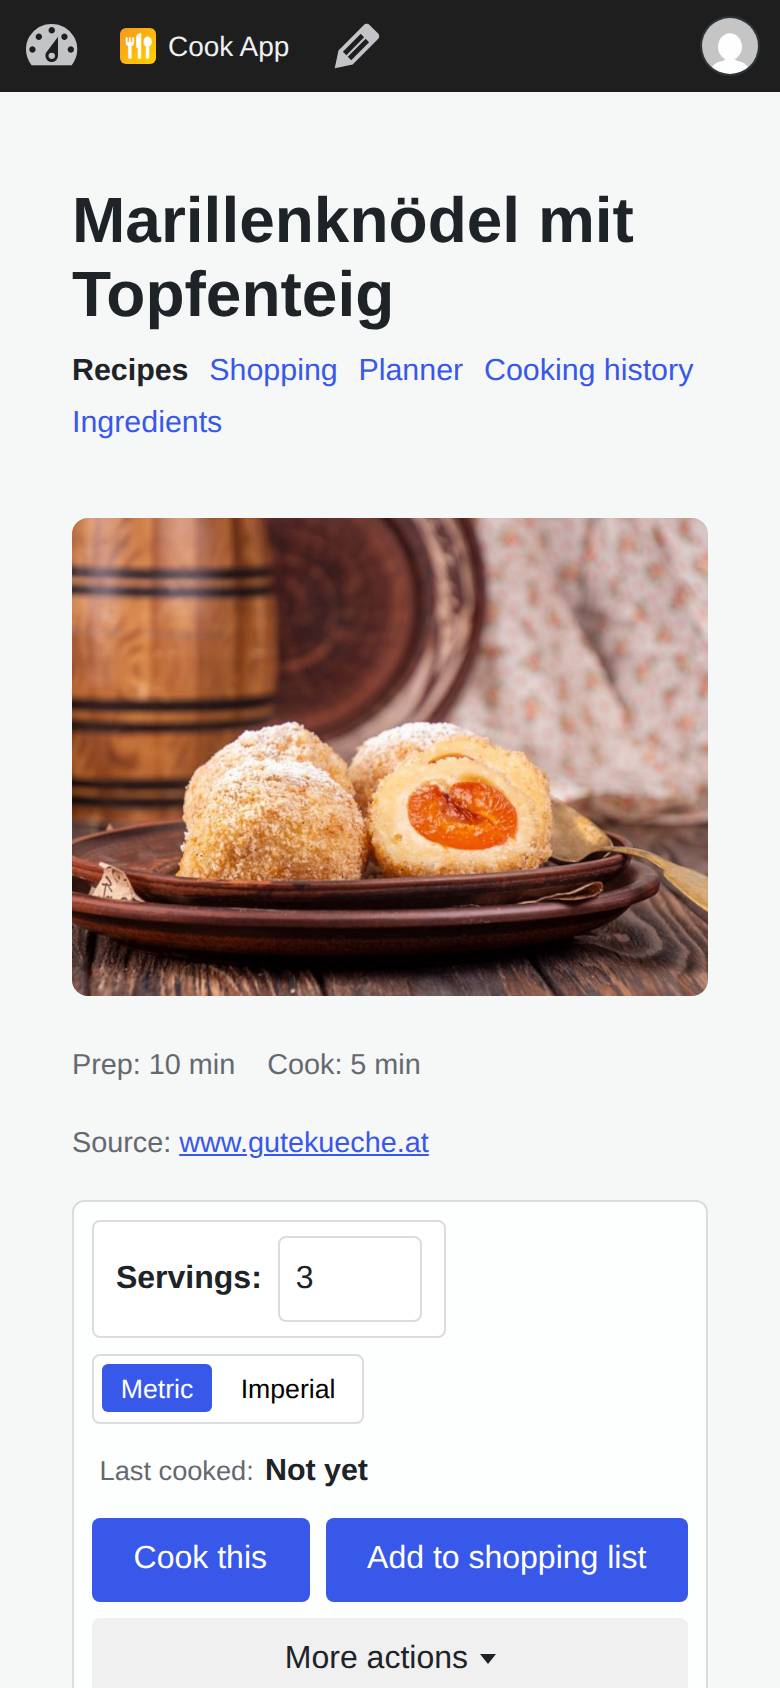 Cook App
Marillenknödel mit
Topfenteig
Recipes Shopping Planner Cooking history
Ingredients
Prep: 10 min Cook: 5 min
Source: www.gutekueche.at
Servings: 3
Metric Imperial
Last cooked: Not yet
Cook this Add to shopping list
More actions